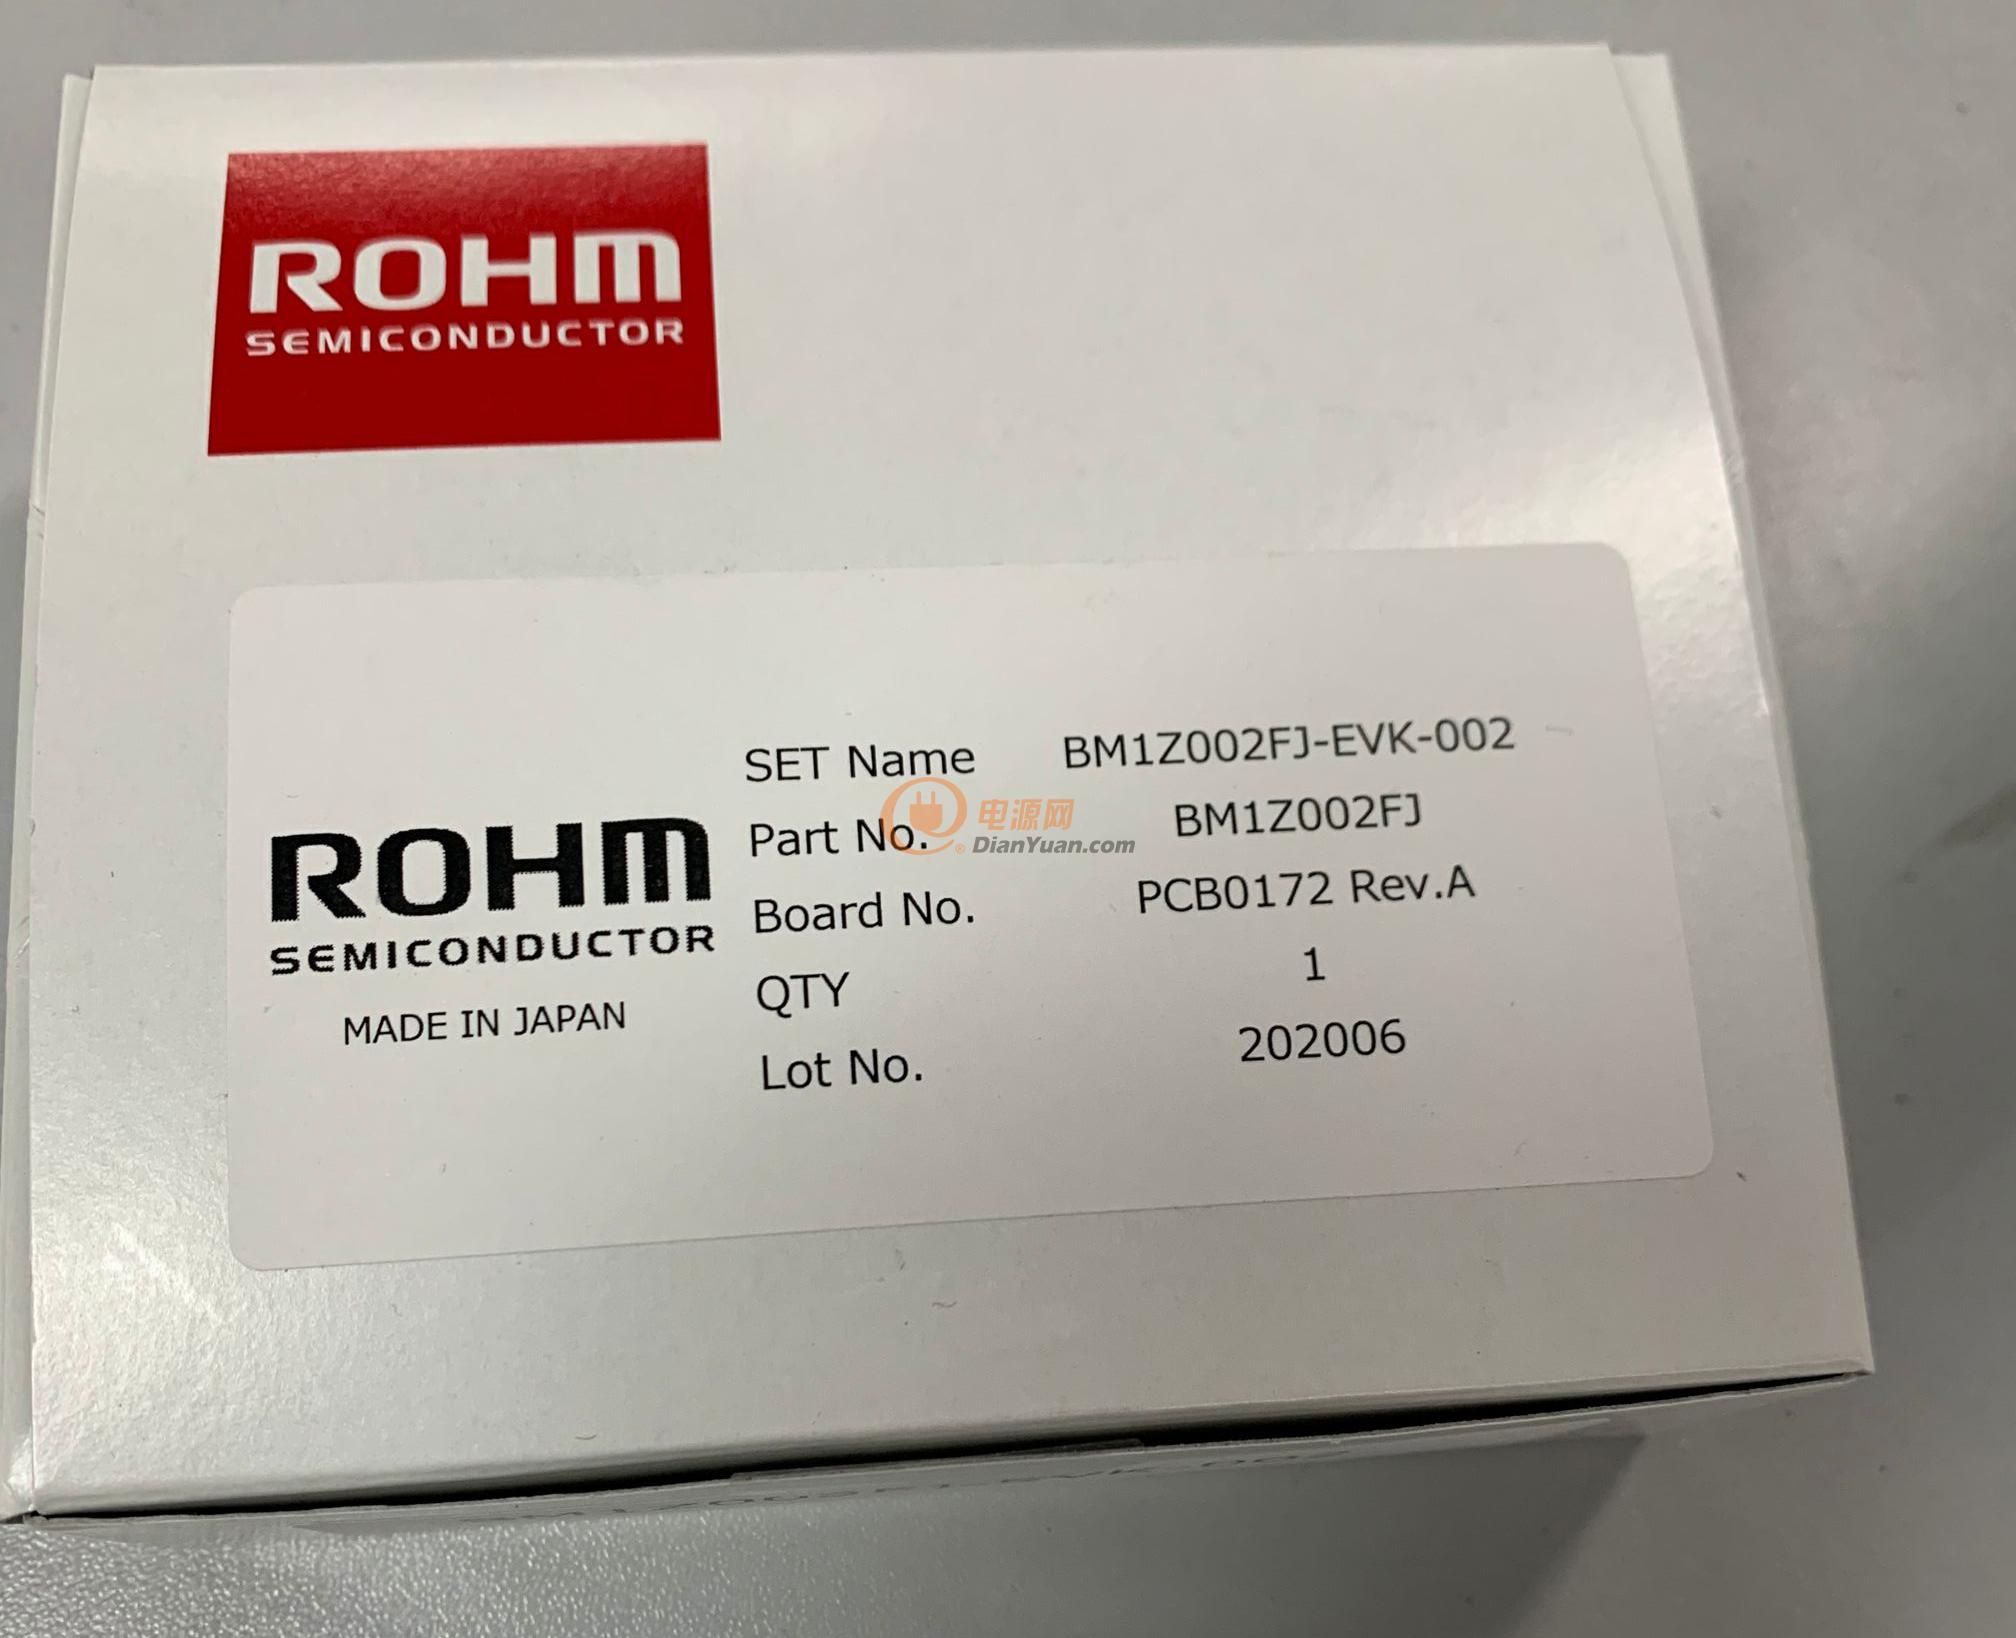 ROHM
SEMICONDUCTOR
SET Name BM1Z002FJ-EVK-002
Part No. BM1Z002FJ
电源网
® DianYuan.com
Board No. PCB0172 Rev.A
QTY 1
Lot No. 202006
ROHM
SEMICONDUCTOR
MADE IN JAPAN